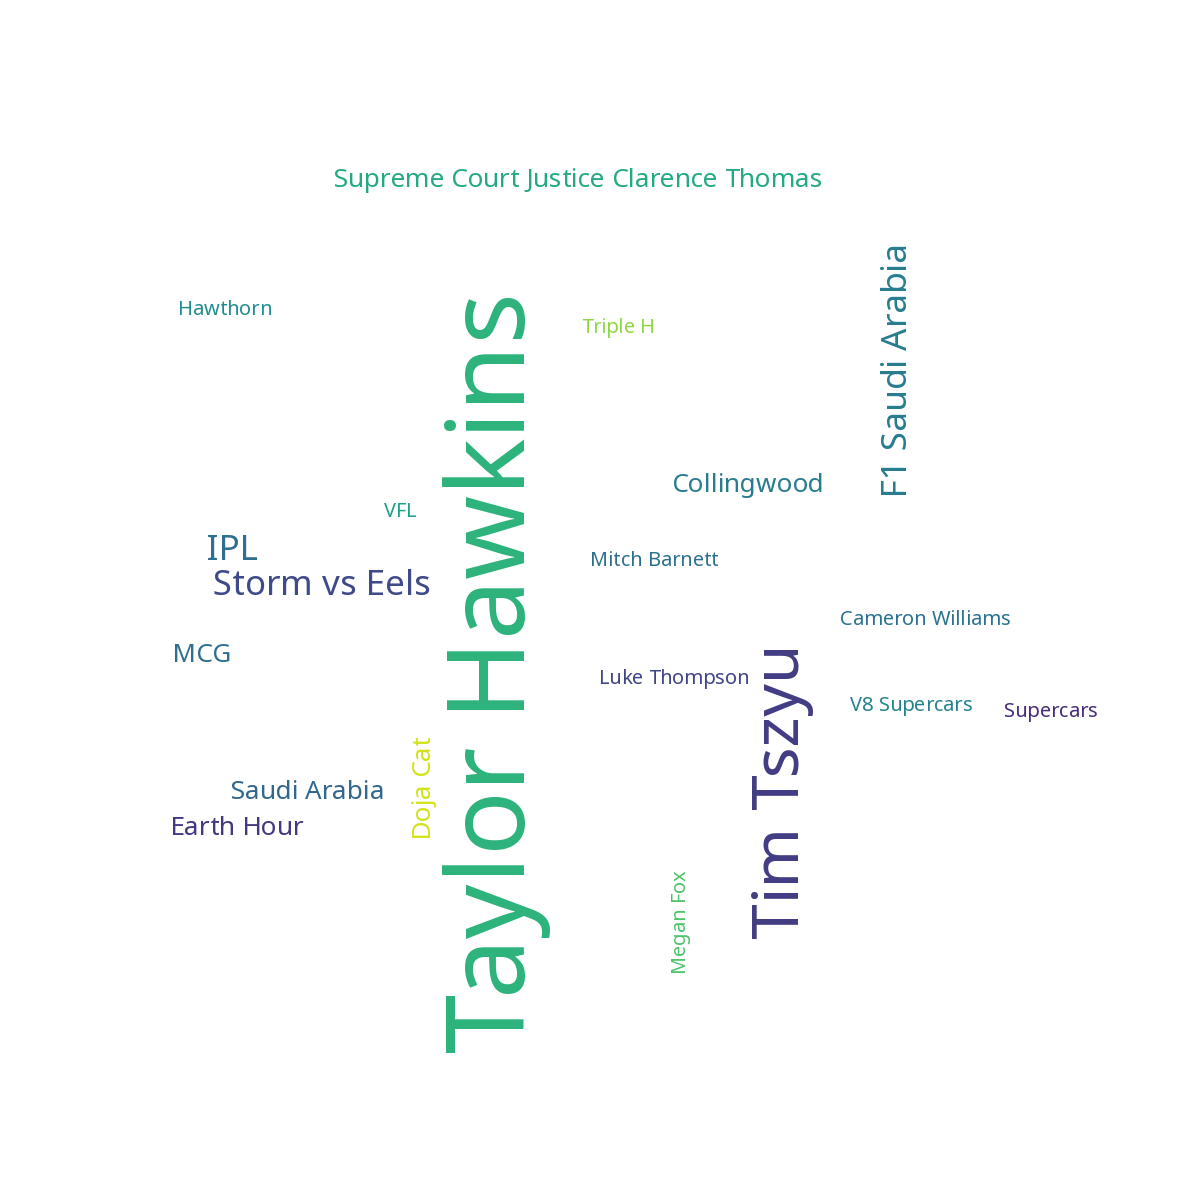 Supreme Court Justice Clarence Thomas
F1 Saudi Arabia
Hawthorn
Taylor Hawkins
Triple H
Collingwood
VFL
IPL
Mitch Barnett
Storm vs Eels
Cameron Williams
MCG
Tim Tszyu
Luke Thompson
V8 Supercars
Supercars
Doja Cat
Saudi Arabia
Earth Hour
Megan Fox